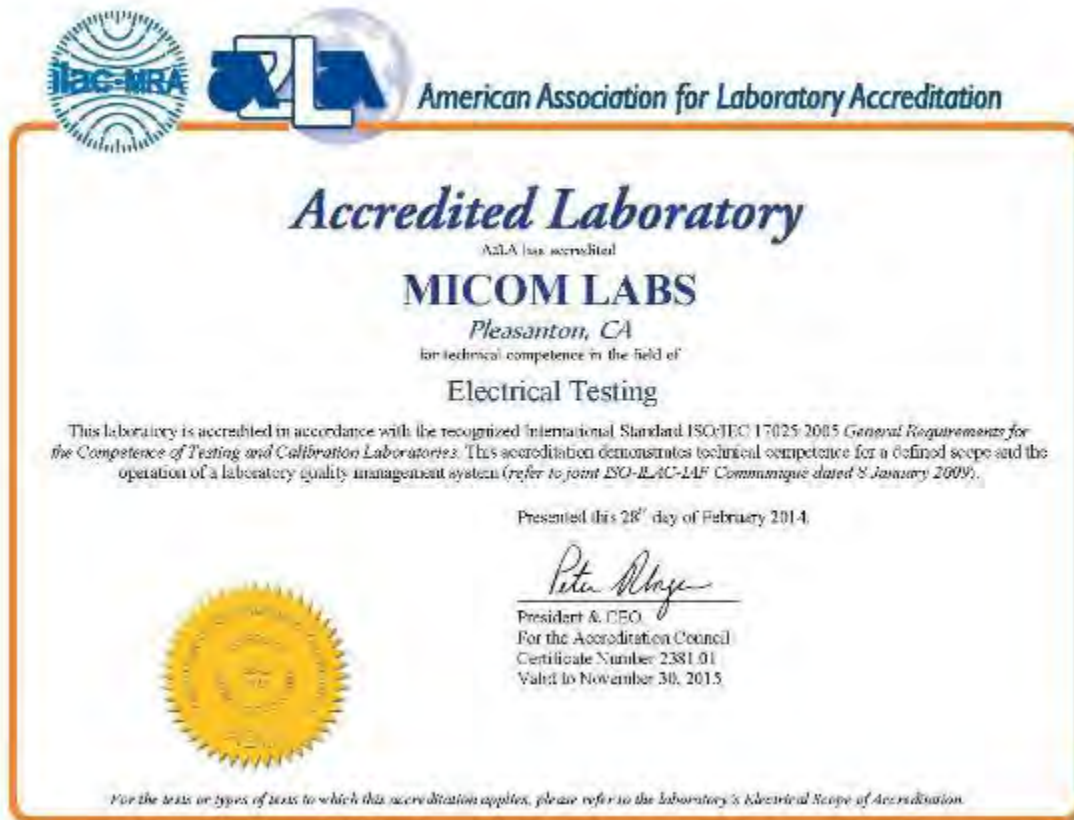 ilac-MRA
A2LA
American Association for Laboratory Accreditation
Accredited Laboratory
A2LA has accredited
MICOM LABS
Pleasanton, CA
for technical competence in the field of
Electrical Testing
This laboratory is accredited in accordance with the recognized International Standard ISO/IEC 17025:2005 General Requirements for
the Competence of Testing and Calibration Laboratories. This accreditation demonstrates technical competence for a defined scope and the
operation of a laboratory quality management system (refer to joint ISO-ILAC-IAF Communique dated 8 January 2009).
Presented this 28th day of February 2014.
President & CEO
For the Accreditation Council
Certificate Number 2381.01
Valid to November 30, 2015
For the tests or types of tests to which this accreditation applies, please refer to the laboratory's Electrical Scope of Accreditation.